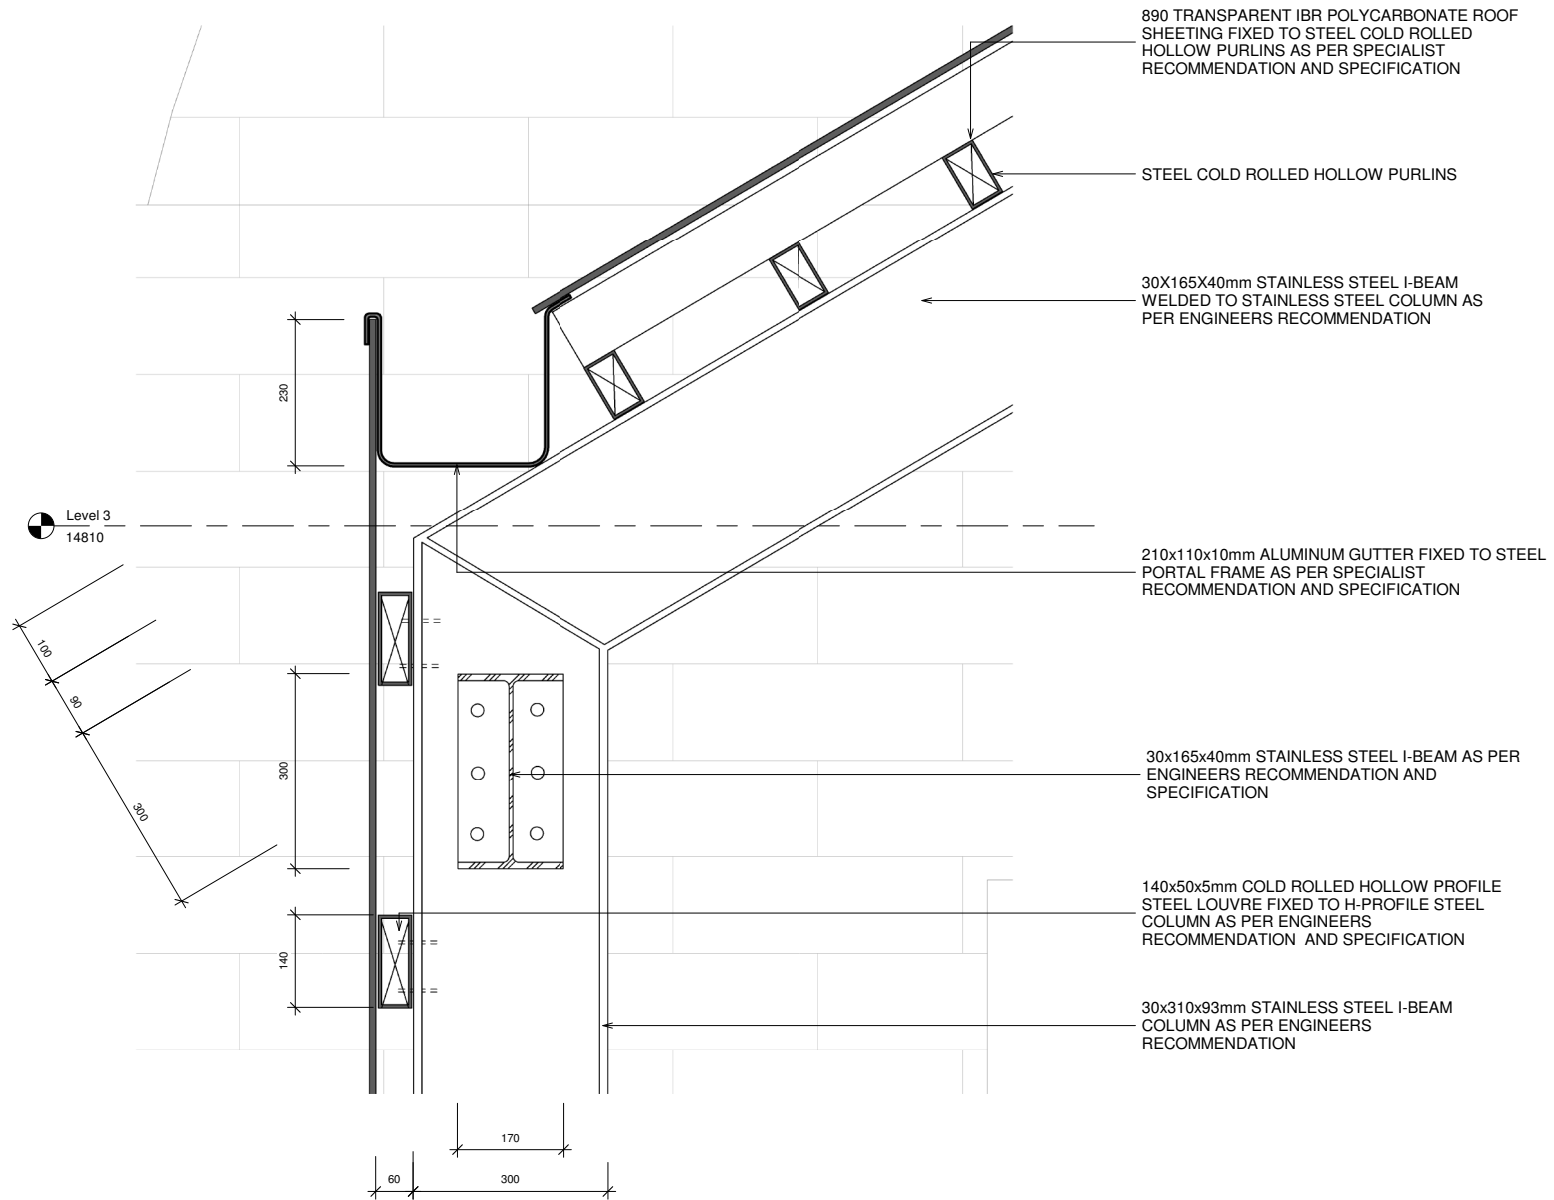 890 TRANSPARENT IBR POLYCARBONATE ROOF
SHEETING FIXED TO STEEL COLD ROLLED
HOLLOW PURLINS AS PER SPECIALIST
RECOMMENDATION AND SPECIFICATION
STEEL COLD ROLLED HOLLOW PURLINS
30X165X40mm STAINLESS STEEL I-BEAM
WELDED TO STAINLESS STEEL COLUMN AS
PER ENGINEERS RECOMMENDATION
230
Level 3
14810
210x110x10mm ALUMINUM GUTTER FIXED TO STEEL
PORTAL FRAME AS PER SPECIALIST
RECOMMENDATION AND SPECIFICATION
100
90
300
300
30x165x40mm STAINLESS STEEL I-BEAM AS PER
ENGINEERS RECOMMENDATION AND
SPECIFICATION
140x50x5mm COLD ROLLED HOLLOW PROFILE
STEEL LOUVRE FIXED TO H-PROFILE STEEL
COLUMN AS PER ENGINEERS
RECOMMENDATION  AND SPECIFICATION
140
30x310x93mm STAINLESS STEEL I-BEAM
COLUMN AS PER ENGINEERS
RECOMMENDATION
170
60
300